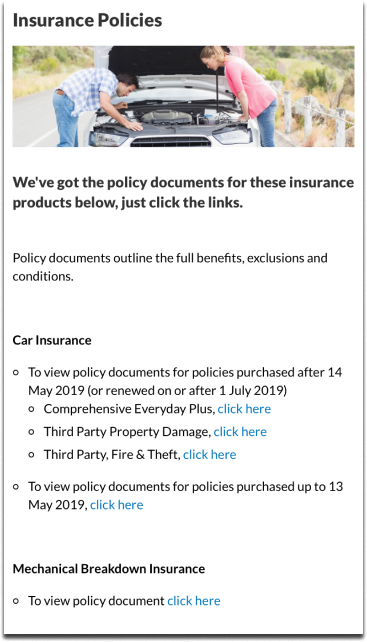 Insurance Policies
We've got the policy documents for these insurance
products below, just click the links.
Policy documents outline the full benefits, exclusions and
conditions.
Car Insurance
To view policy documents for policies purchased after 14
May 2019 (or renewed on or after 1 July 2019)
Comprehensive Everyday Plus, click here
Third Party Property Damage, click here
Third Party, Fire & Theft, click here
To view policy documents for policies purchased up to 13
May 2019, click here
Mechanical Breakdown Insurance
To view policy document click here